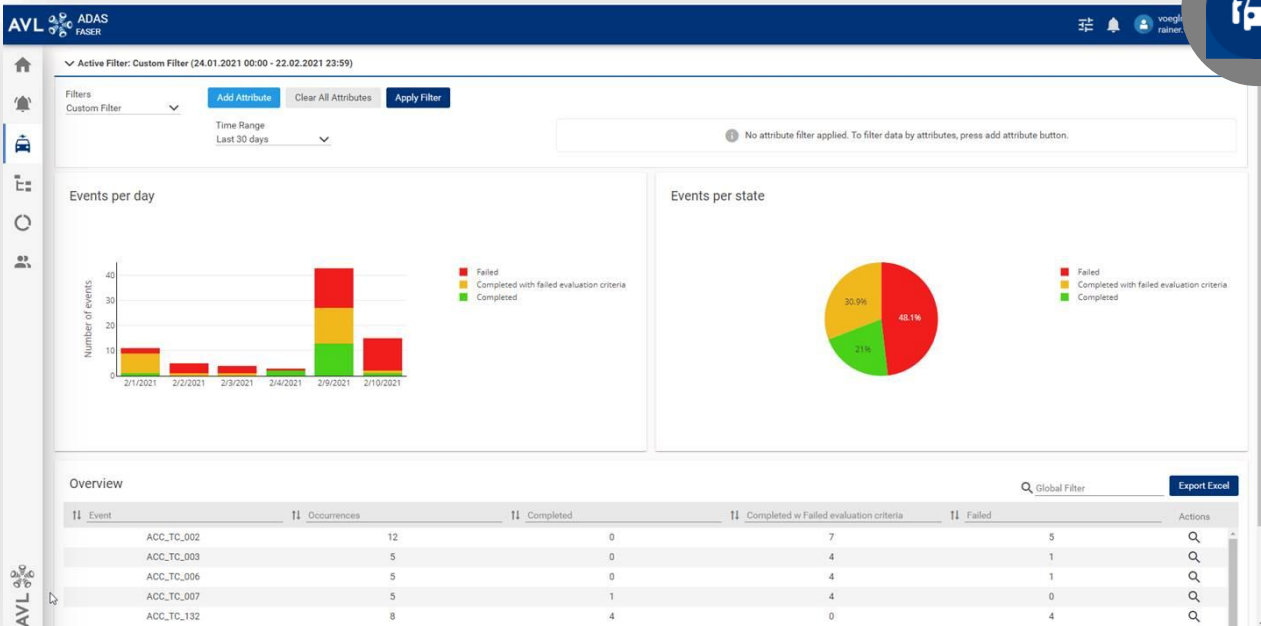 AVL ADAS
FASER
voegl
rainer.
Active Filter: Custom Filter (24.01.2021 00:00 - 22.02.2021 23:59)
Filters
Custom Filter
Add Attribute Clear All Attributes Apply Filter
Time Range
Last 30 days
No attribute filter applied. To filter data by attributes, press add attribute button.
Events per day
Number of events
40
30
20
10
0
2/1/2021 2/2/2021 2/3/2021 2/4/2021 2/9/2021 2/10/2021
Failed
Completed with failed evaluation criteria
Completed
Events per state
30.9%
48.1%
21%
Failed
Completed with failed evaluation criteria
Completed
Overview
Global Filter
Export Excel
Event Occurrences Completed Completed w Failed evaluation criteria Failed Actions
ACC_TC_002 12 0 7 5
ACC_TC_003 5 0 4 1
ACC_TC_006 5 0 4 1
ACC_TC_007 5 1 4 0
ACC_TC_132 8 4 0 4
AVL